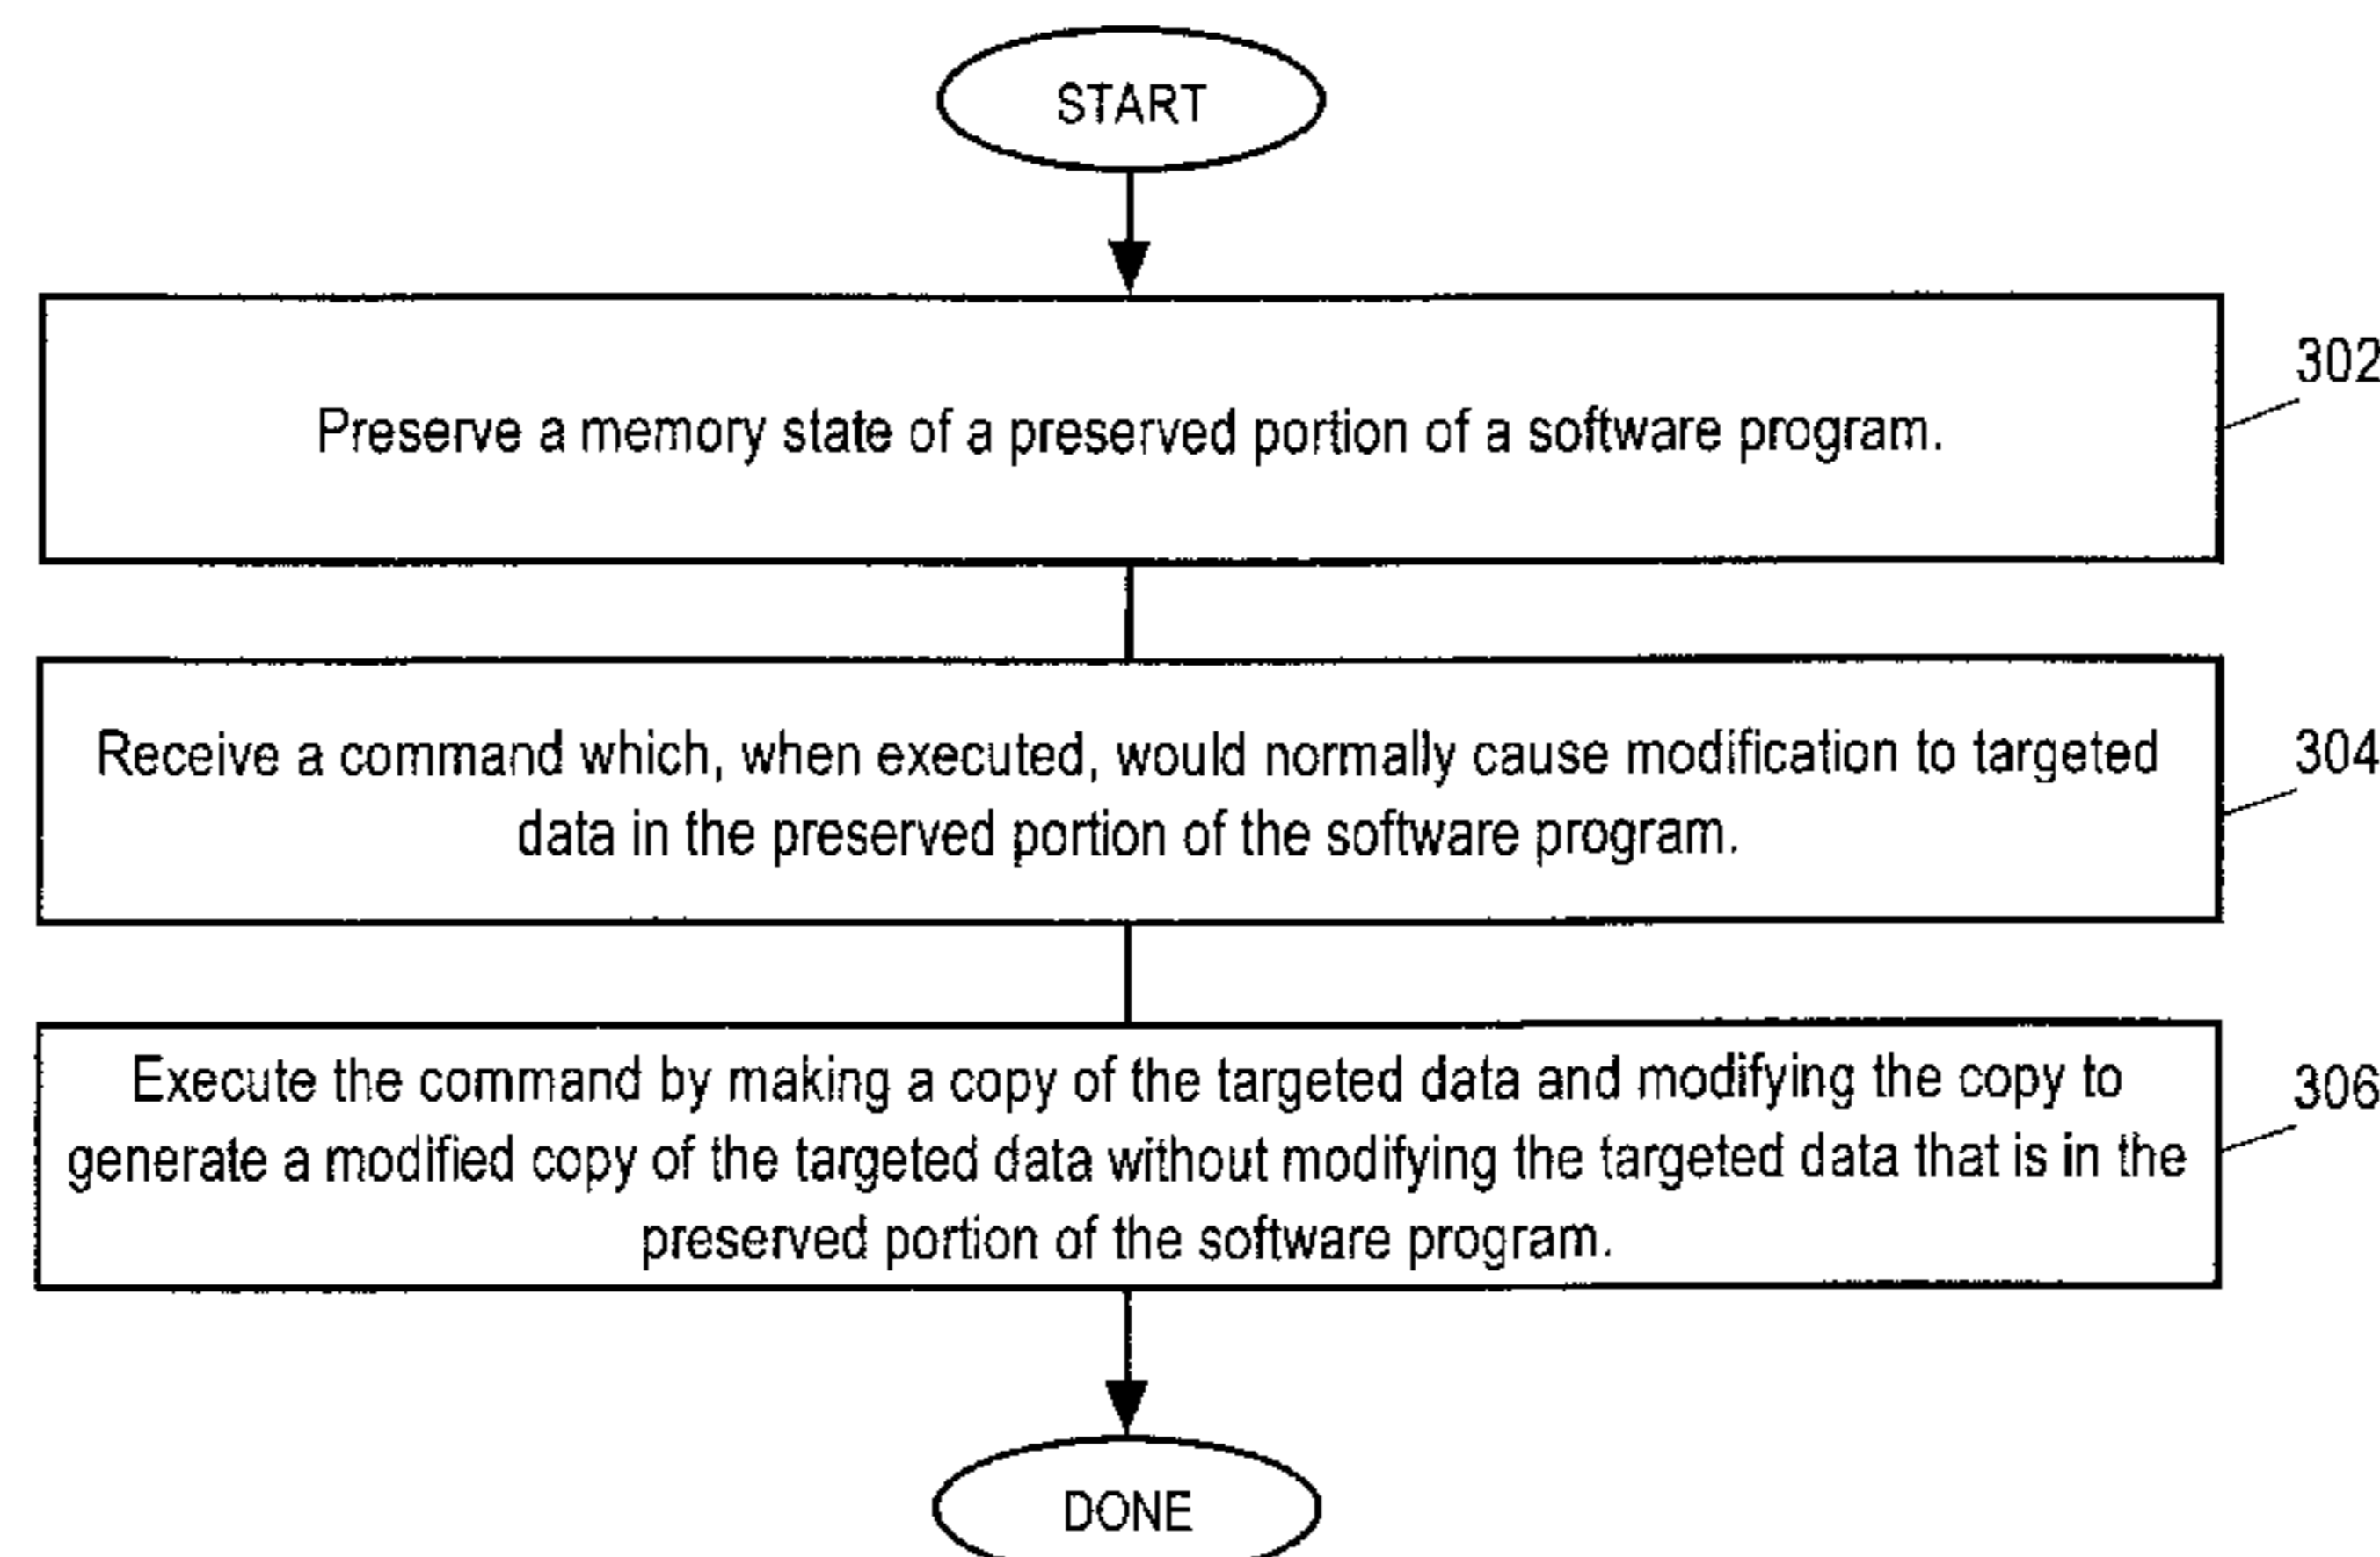 START
Preserve a memory state of a preserved portion of a software program.
302
Receive a command which, when executed, would normally cause modification to targeted
data in the preserved portion of the software program.
304
Execute the command by making a copy of the targeted data and modifying the copy to
generate a modified copy of the targeted data without modifying the targeted data that is in the
preserved portion of the software program.
306
DONE